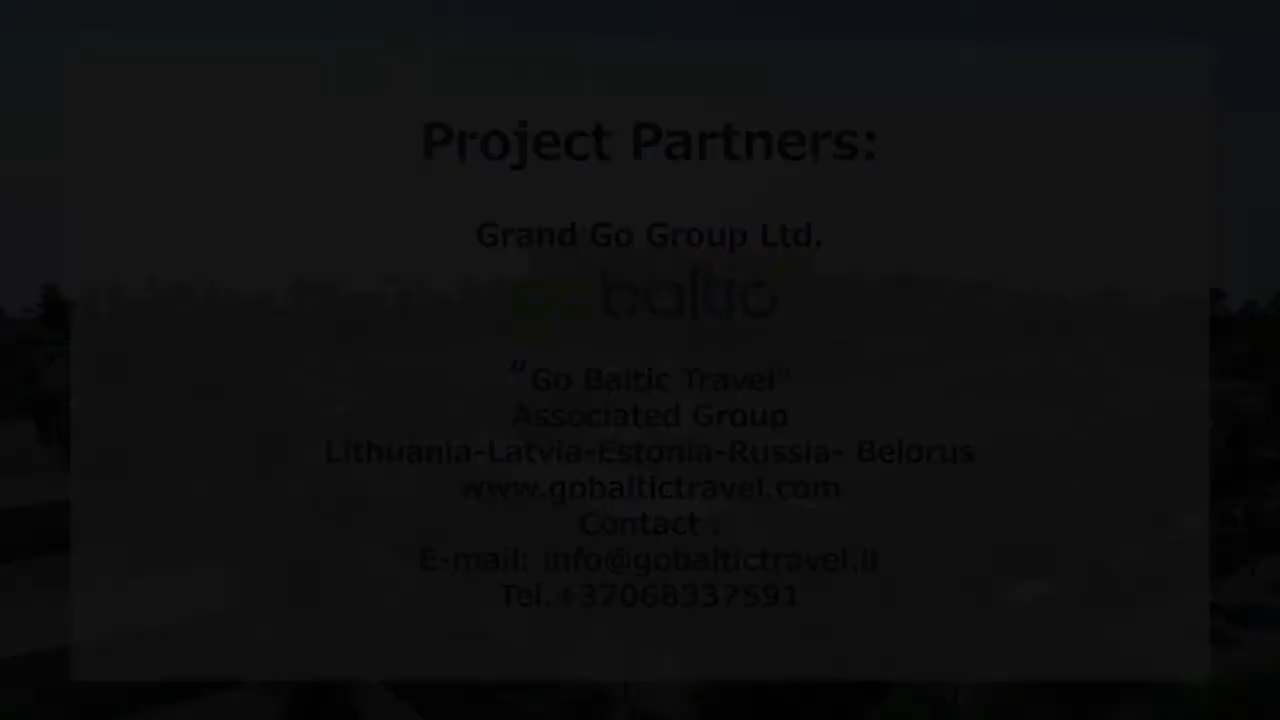 Project Partners:
Grand Go Group Ltd.
gobaltic
"Go Baltic Travel"
Associated Group
Lithuania-Latvia-Estonia-Russia- Belorus
www.gobaltictravel.com
Contact :
E-mail: info@gobaltictravel.il
Tel.+37068337591